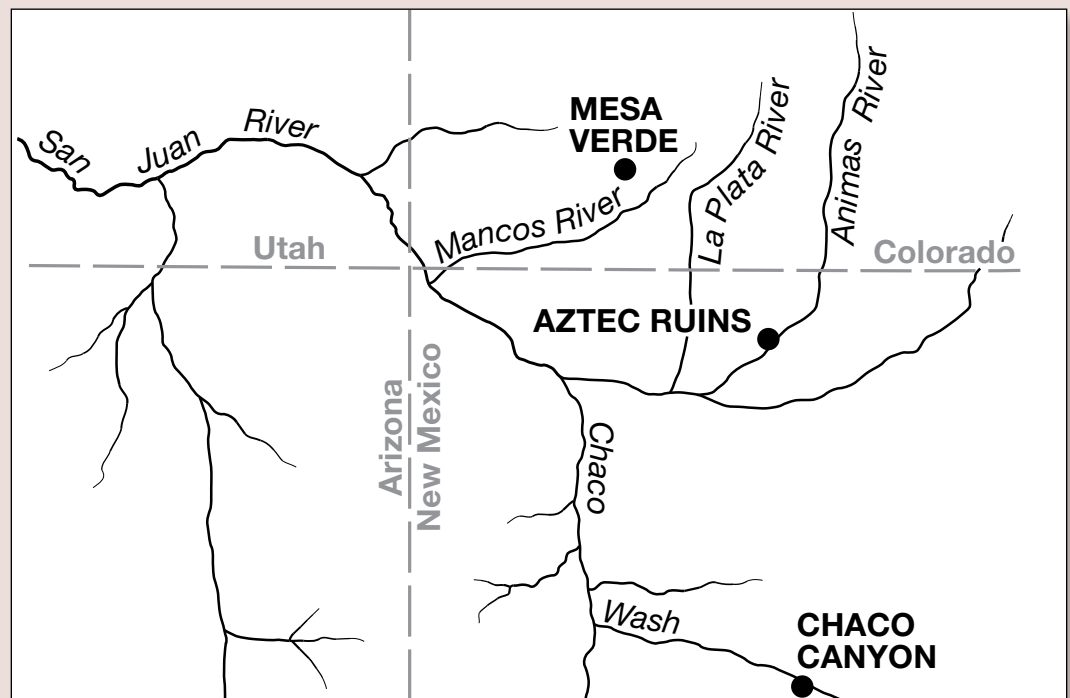 MESA
VERDE
San Juan River
La Plata River
Animas River
Mancos River
Utah
Colorado
AZTEC RUINS
Arizona
New Mexico
Chaco Wash
CHACO
CANYON